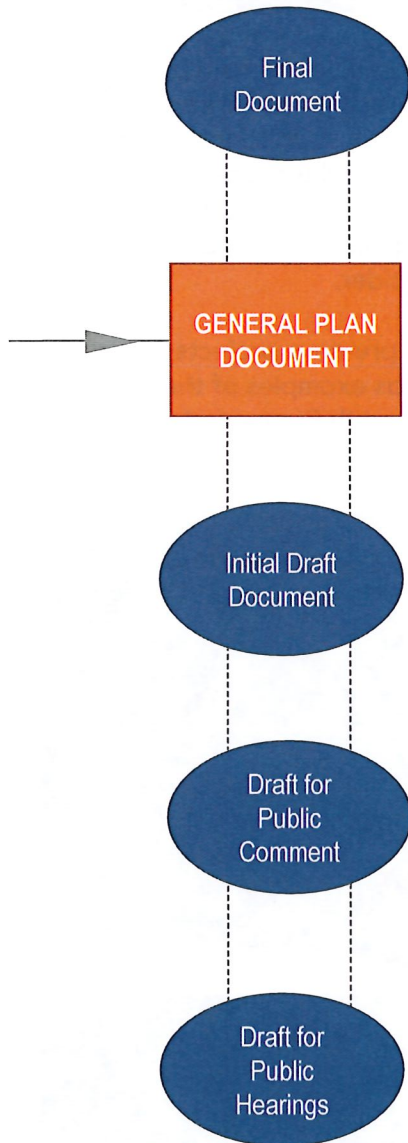 Final
Document
GENERAL PLAN
DOCUMENT
Initial Draft
Document
Draft for
Public
Comment
Draft for
Public
Hearings